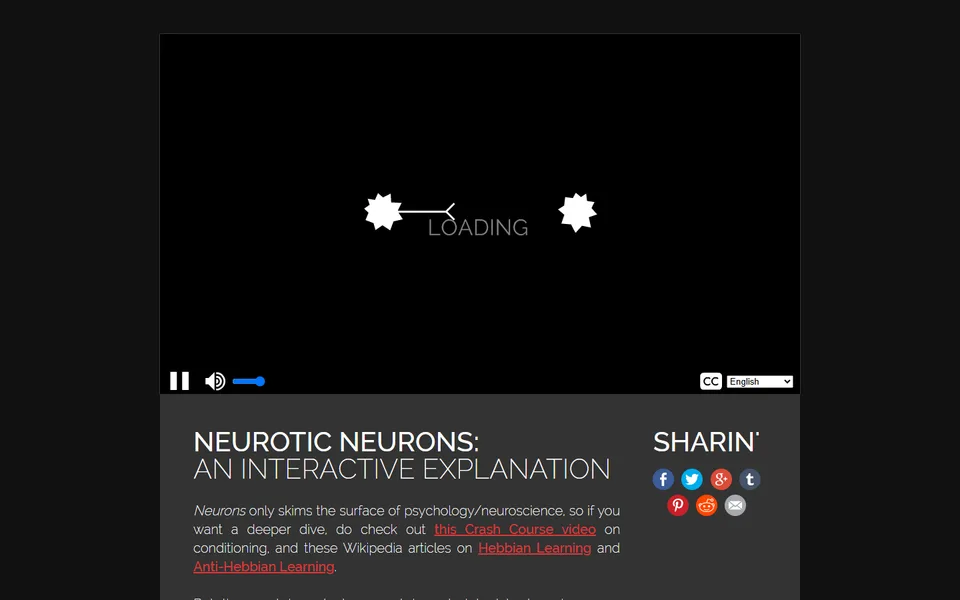 LOADING
CC
English
NEUROTIC NEURONS:
AN INTERACTIVE EXPLANATION
Neurons only skims the surface of psychology/neuroscience, so if you
want a deeper dive, do check out this Crash Course video on
conditioning, and these Wikipedia articles on Hebbian Learning and
Anti-Hebbian Learning.
SHARIN'
f
g+
t